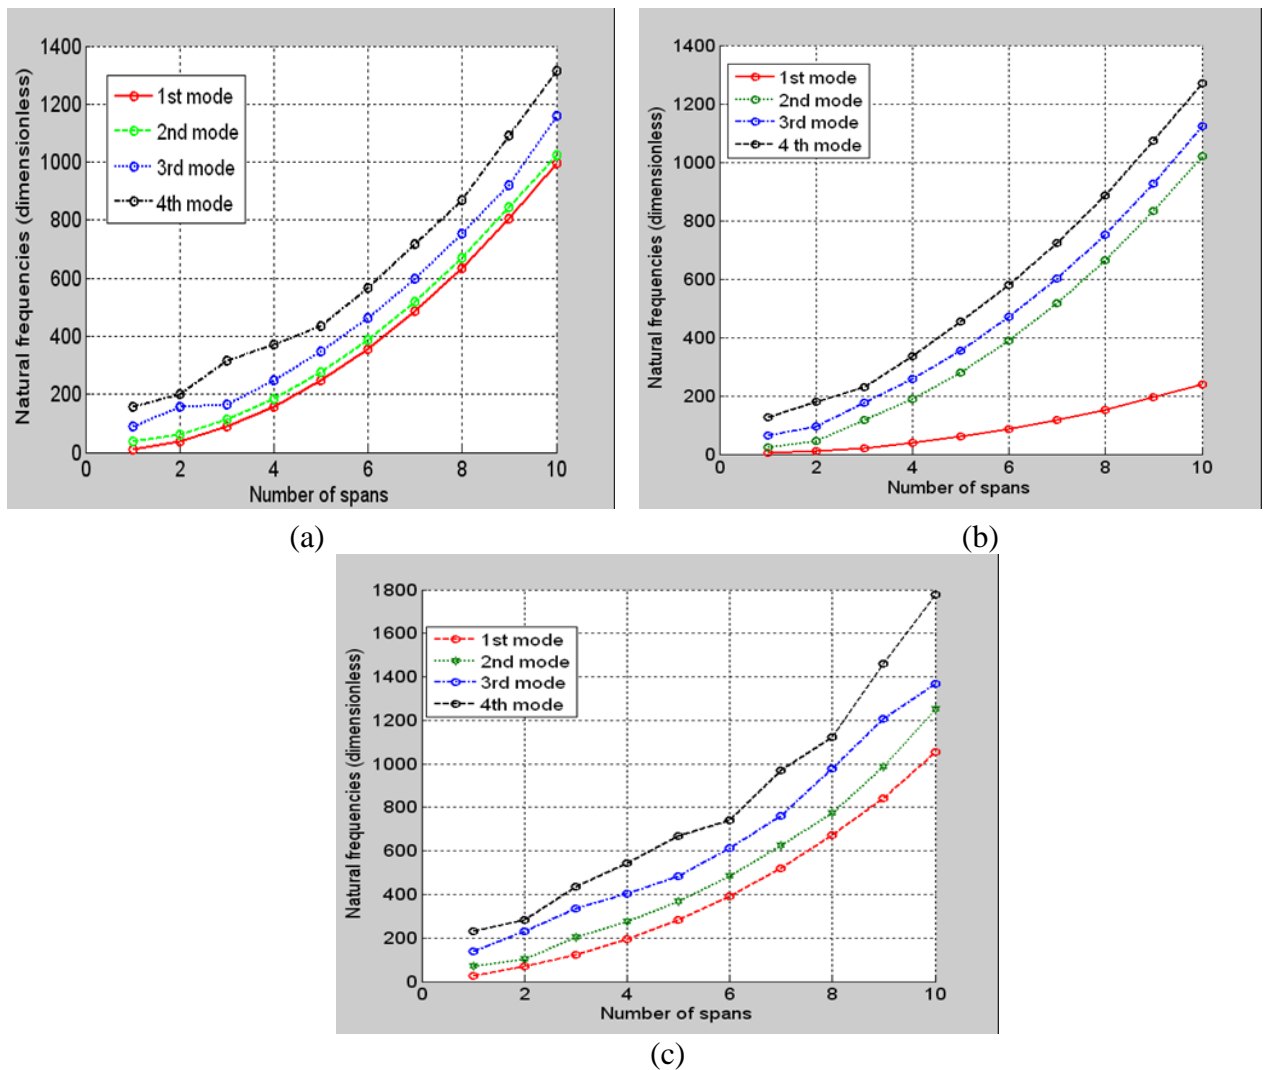 1400
1200
1000
800
600
400
200
0
Natural frequencies (dimensionless)
1st mode
2nd mode
3rd mode
4th mode
0 2 4 6 8 10
Number of spans
(a)
1400
1200
1000
800
600
400
200
0
Natural frequencies (dimensionless)
1st mode
2nd mode
3rd mode
4 th mode
0 2 4 6 8 10
Number of spans
(b)
1800
1600
1400
1200
1000
800
600
400
200
0
Natural frequencies (dimensionless)
1st mode
2nd mode
3rd mode
4th mode
0 2 4 6 8 10
Number of spans
(c)